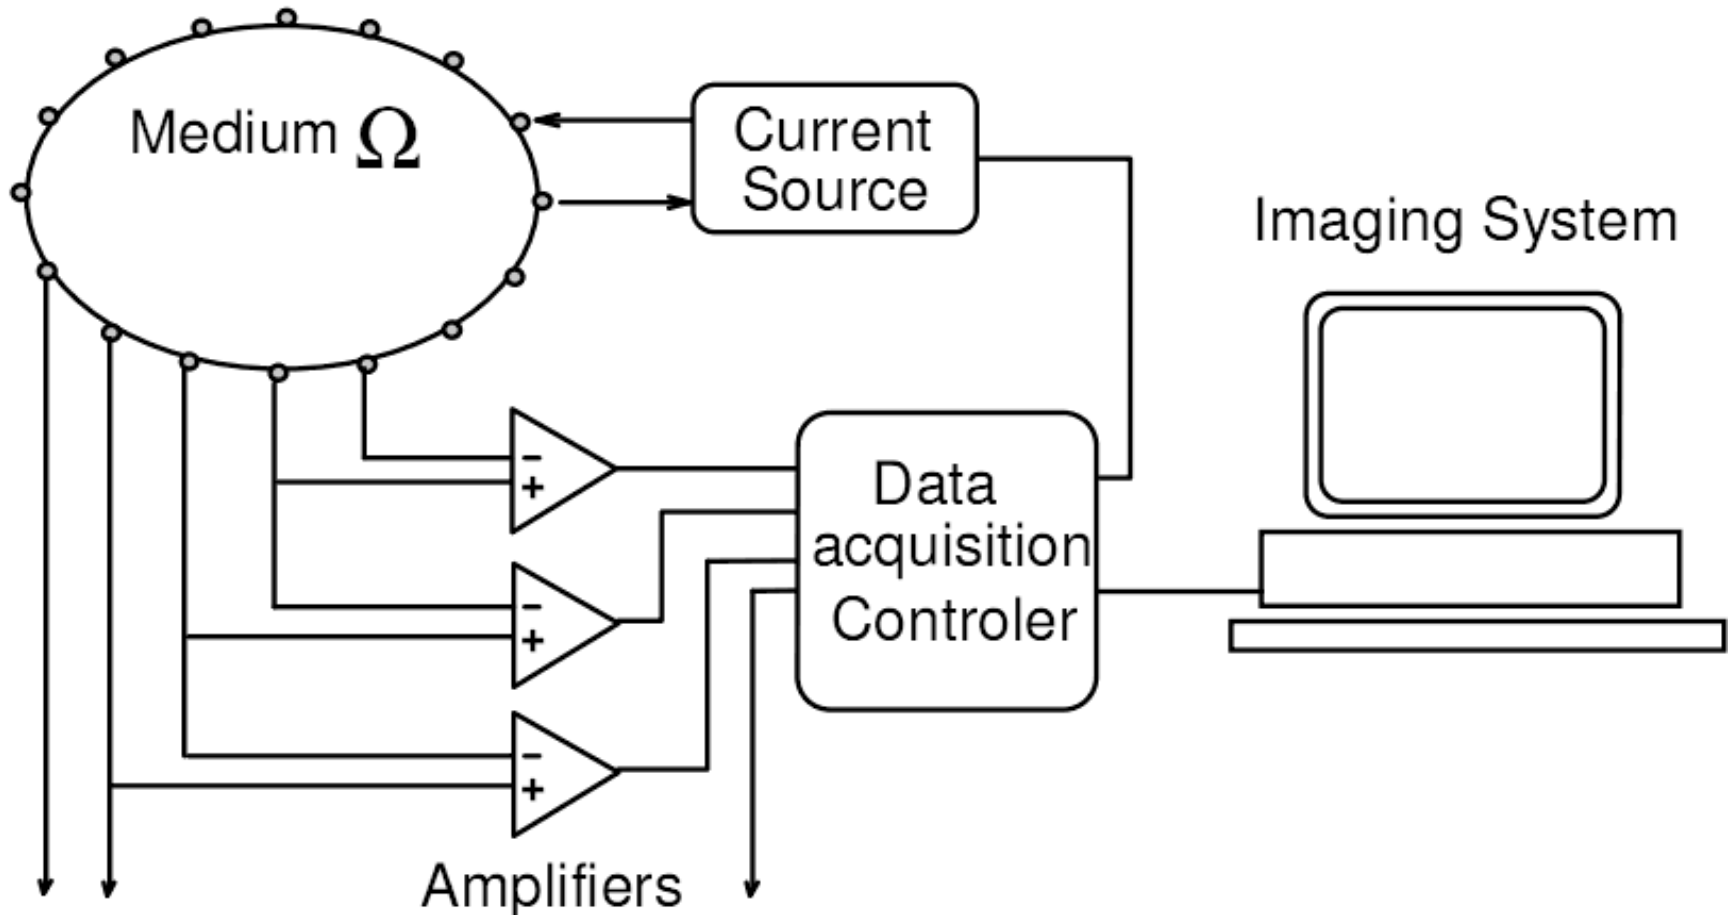 Medium Ω
Current
Source
Imaging System
-
+
Data
acquisition
Controler
-
+
-
+
Amplifiers